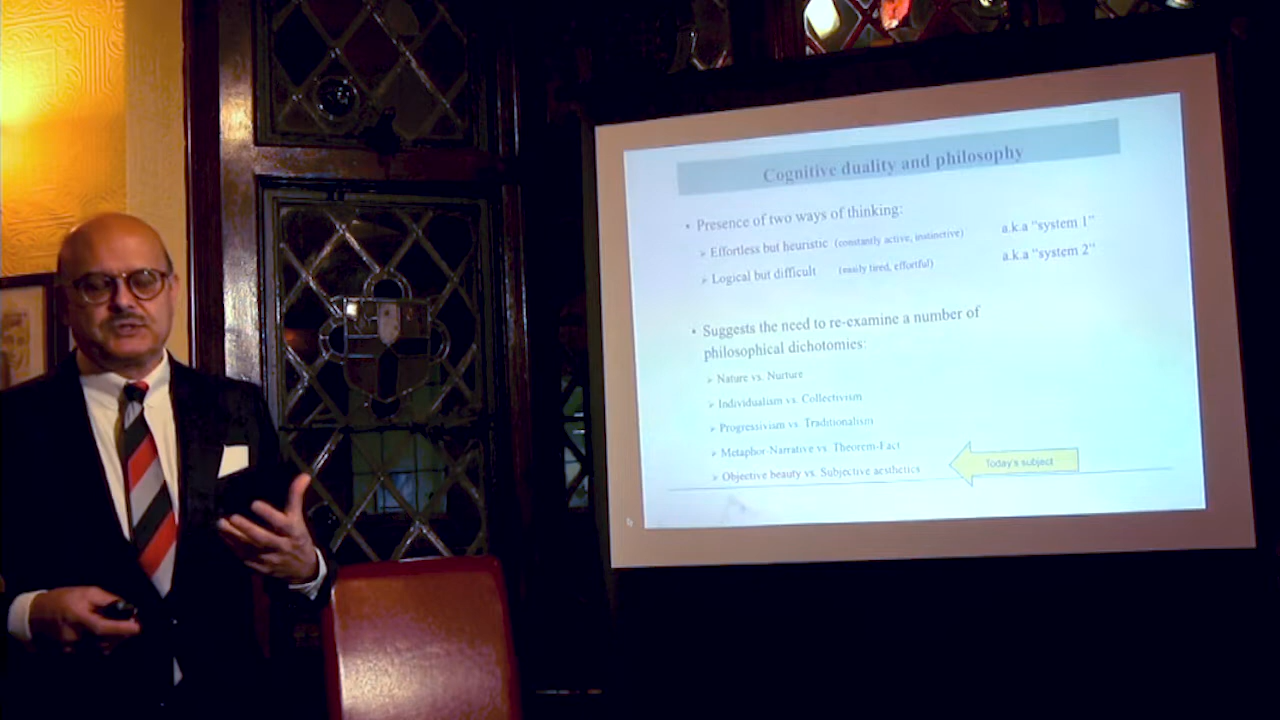 Cognitive duality and philosophy
• Presence of two ways of thinking:
➢ Effortless but heuristic (constantly active, instinctive) a.k.a "system 1"
➢ Logical but difficult (easily tired, effortful) a.k.a "system 2"
• Suggests the need to re-examine a number of
philosophical dichotomies:
➢ Nature vs. Nurture
➢ Individualism vs. Collectivism
➢ Progressivism vs. Traditionalism
➢ Metaphor-Narrative vs. Theorem-Fact
➢ Objective beauty vs. Subjective aesthetics
Today's subject